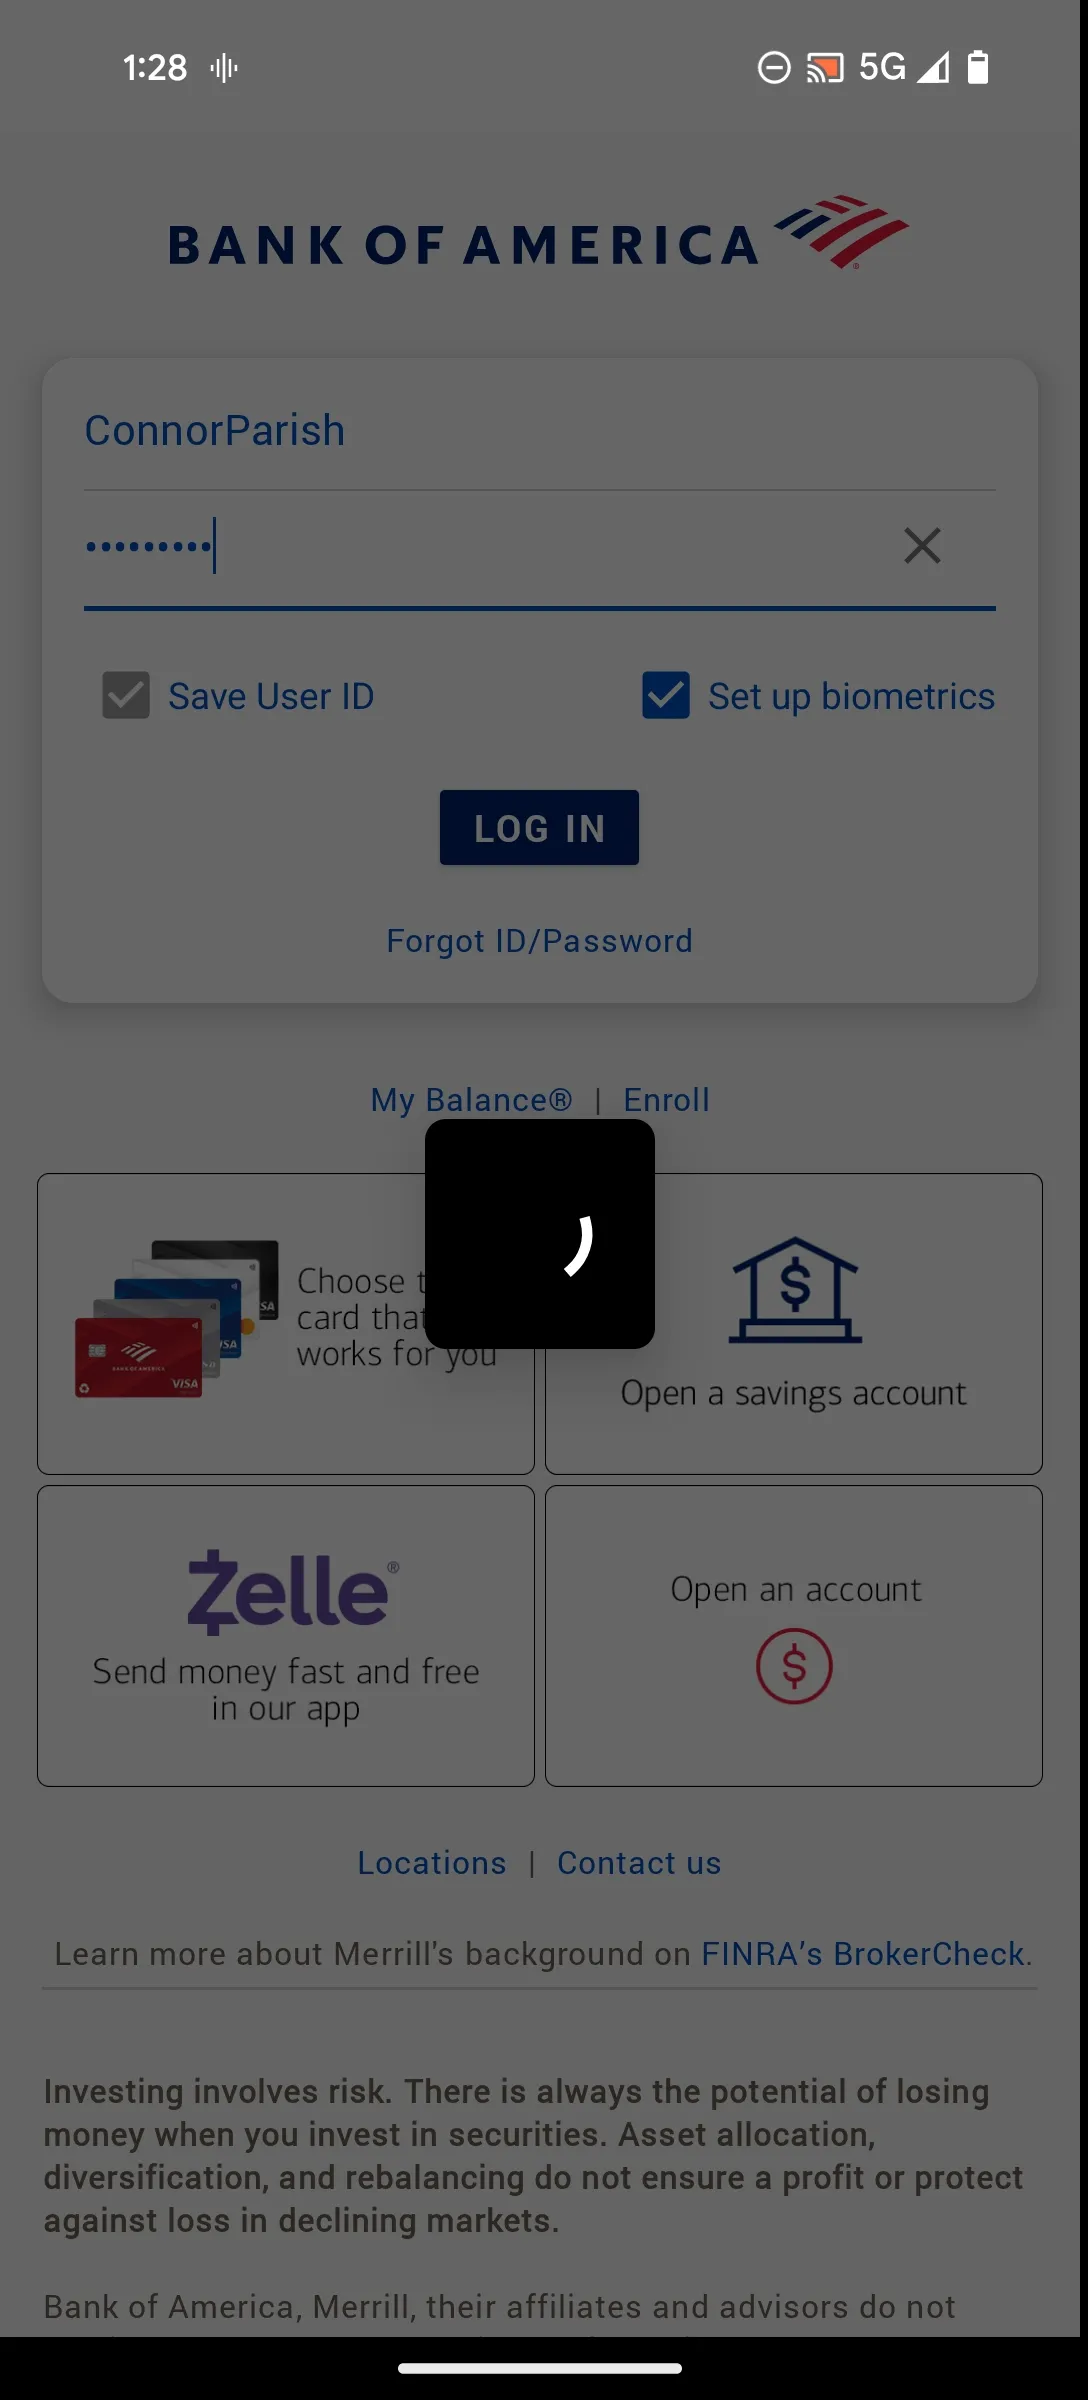 1:28 5G
BANK OF AMERICA
ConnorParish
•••••••••
Save User ID
Set up biometrics
LOG IN
Forgot ID/Password
My Balance® | Enroll
Choose
card that
works for you
BANK OF AMERICA
VISA
Open a savings account
Zelle®
Send money fast and free
in our app
Open an account
Locations | Contact us
Learn more about Merrill's background on FINRA's BrokerCheck.
Investing involves risk. There is always the potential of losing
money when you invest in securities. Asset allocation,
diversification, and rebalancing do not ensure a profit or protect
against loss in declining markets.
Bank of America, Merrill, their affiliates and advisors do not